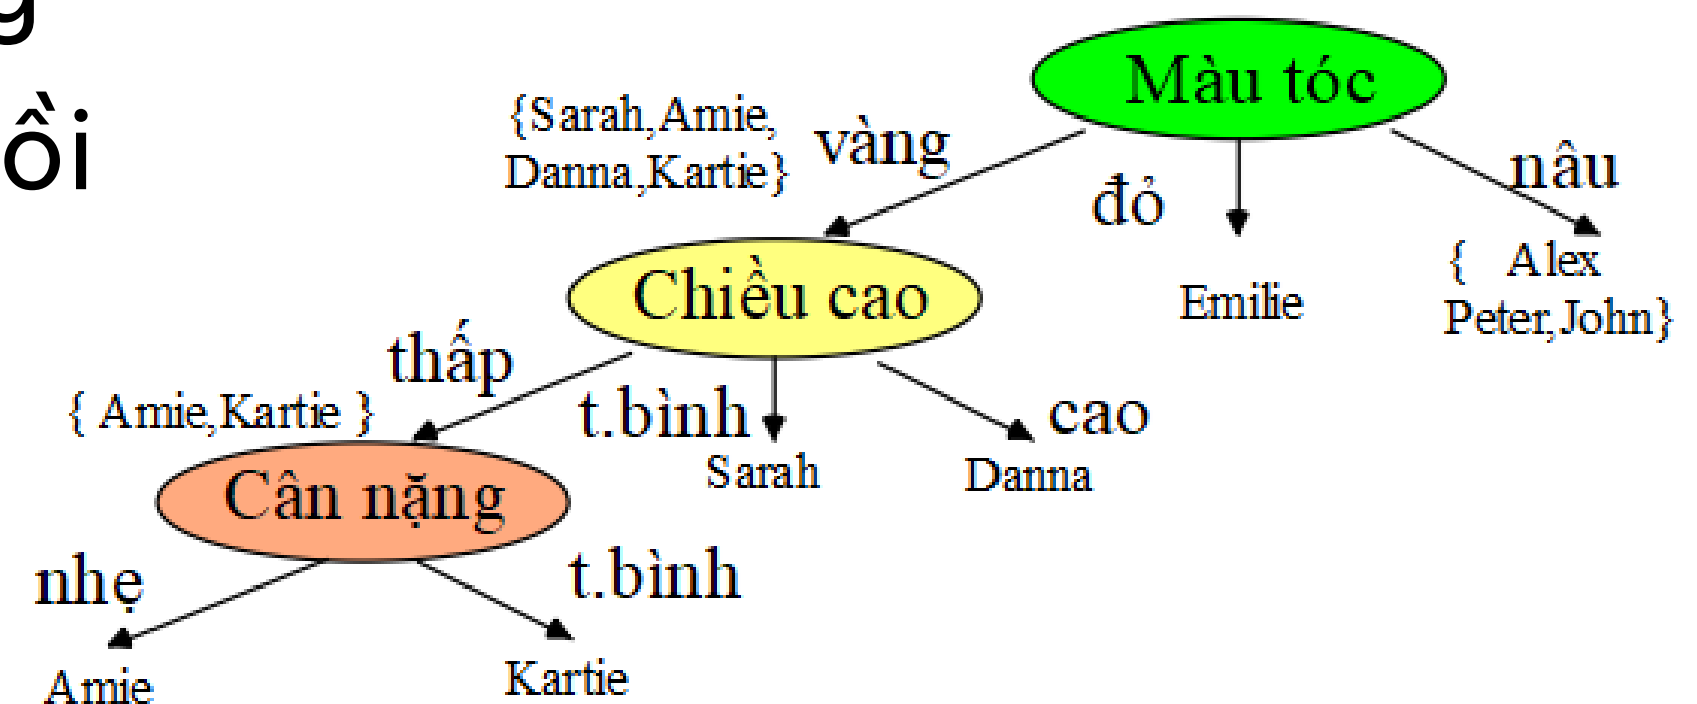 ồi
Màu tóc
{Sarah,Amie,
Danna,Kartie}
vàng
đỏ
nâu
Chiều cao
Emilie
{ Alex
Peter,John}
thấp
{ Amie,Kartie }
t.bình
cao
Sarah
Danna
Cân nặng
nhẹ
t.bình
Amie
Kartie